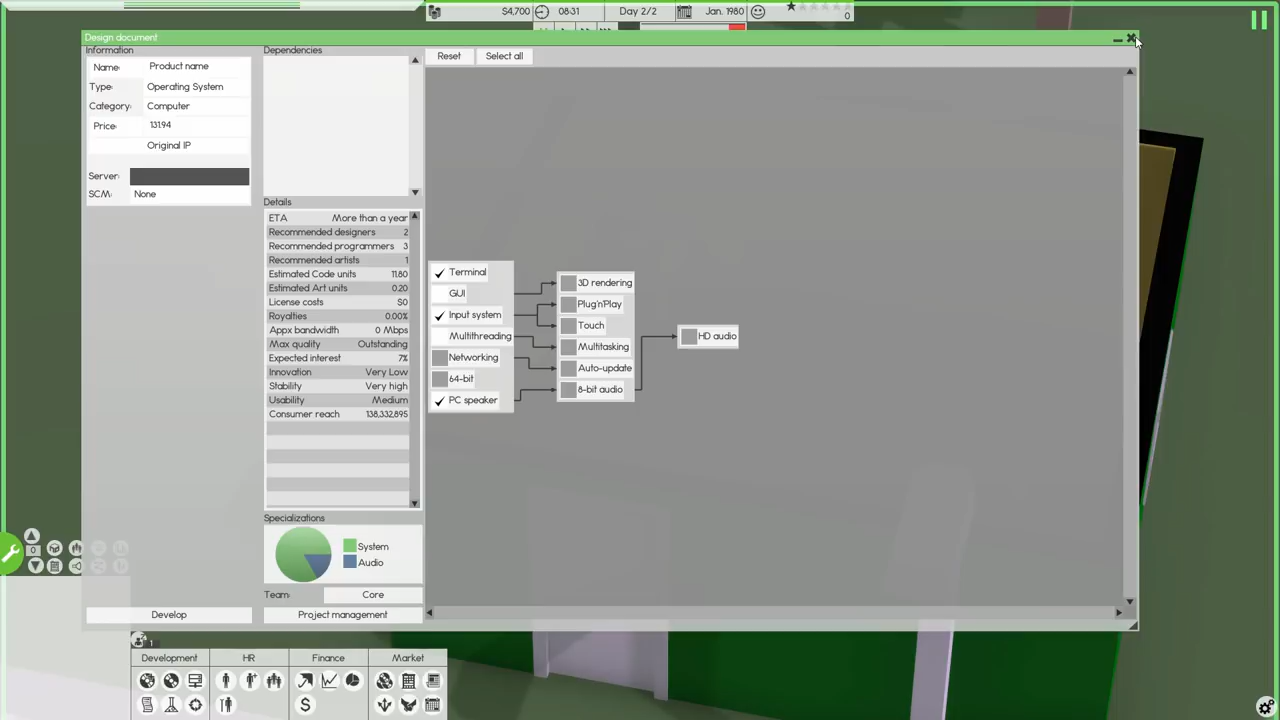 $4,700 08:31 Day 2/2 Jan. 1980 0
Design document
Information
Name: Product name
Type: Operating System
Category: Computer
Price: 131.94
Original IP
Server:
SCM: None
Develop
Dependencies
Details
ETA More than a year
Recommended designers 2
Recommended programmers 3
Recommended artists 1
Estimated Code units 11.80
Estimated Art units 0.20
License costs $0
Royalties 0.00%
Appx bandwidth 0 Mbps
Max quality Outstanding
Expected interest 7%
Innovation Very Low
Stability Very high
Usability Medium
Consumer reach 138,332,895
Specializations
System
Audio
Team: Core
Project management
Reset Select all
Terminal
GUI
Input system
Multithreading
Networking
64-bit
PC speaker
3D rendering
Plug'n'Play
Touch
Multitasking
Auto-update
8-bit audio
HD audio
0
1
Development HR Finance Market
$